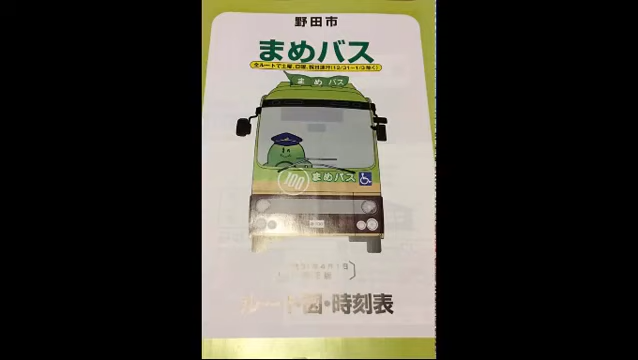 野田市
まめバス
全ルートで土曜、日曜、祝日運行(12/31~1/3除く)
まめバス
100
まめバス
ルート図・時刻表